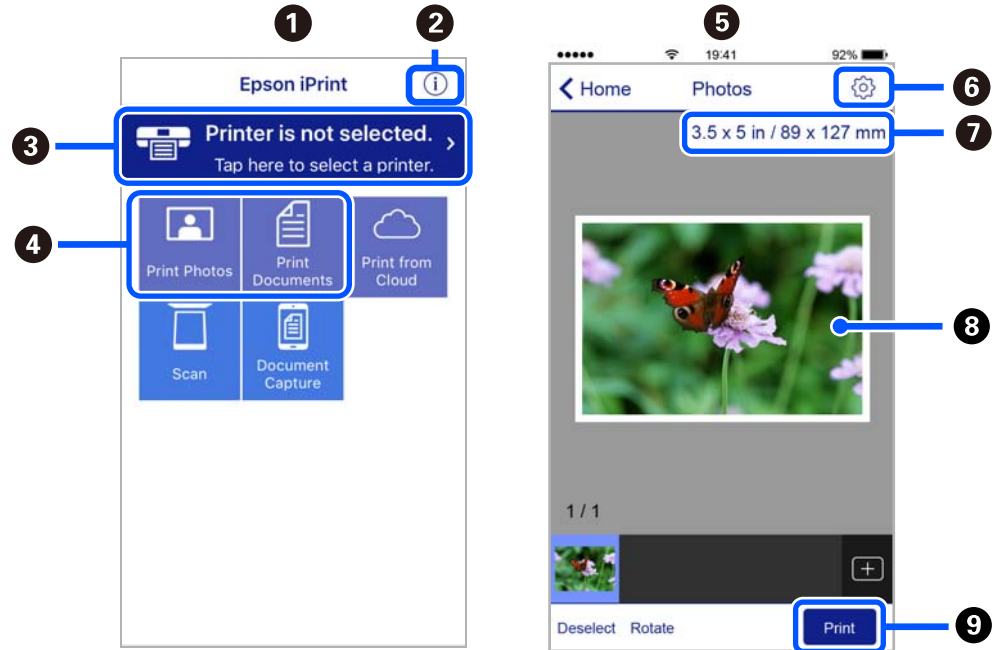 1
2
Epson iPrint
i
3
Printer is not selected.
Tap here to select a printer.
4
Print Photos
Print
Documents
Print from
Cloud
Scan
Document
Capture
5
19:41
92%
Home
Photos
6
3.5 x 5 in / 89 x 127 mm
7
8
1 / 1
Deselect
Rotate
Print
9